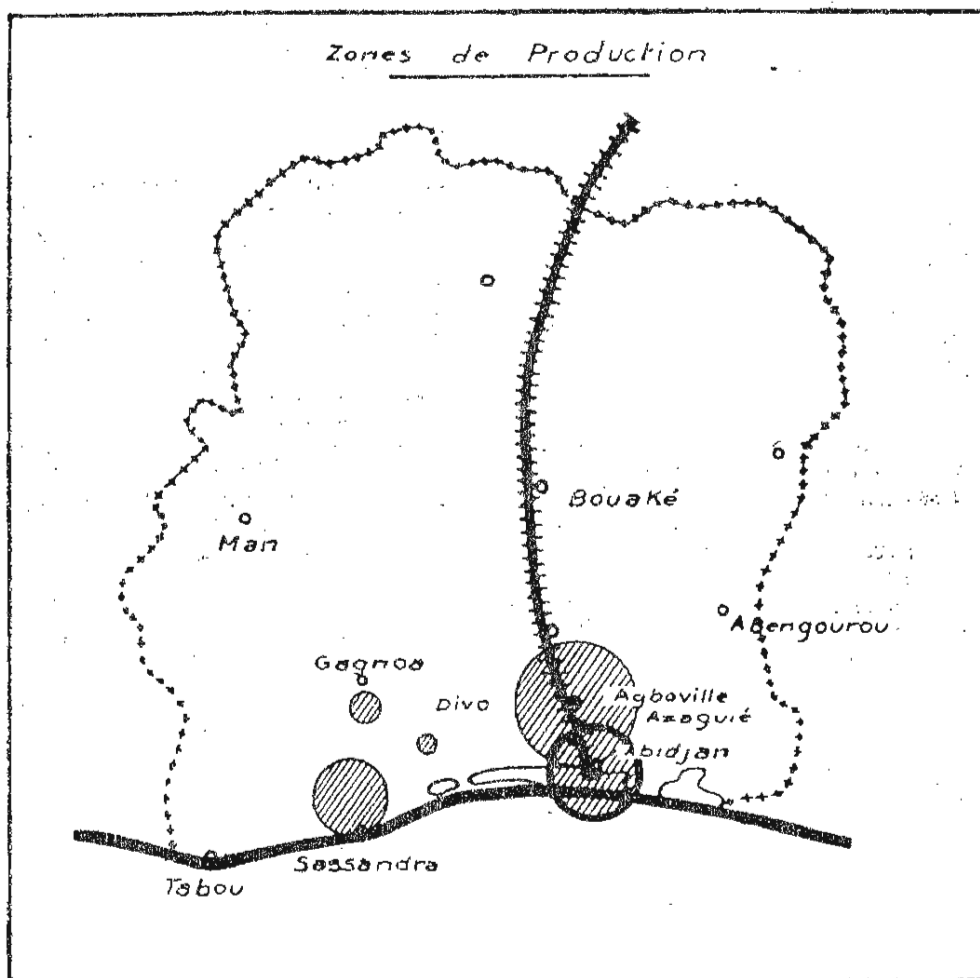 Zones de Production
Bouaké
Man
Abengourou
Gagnoa
Divo
Agboville
Azaguié
Abidjan
Sassandra
Tabou